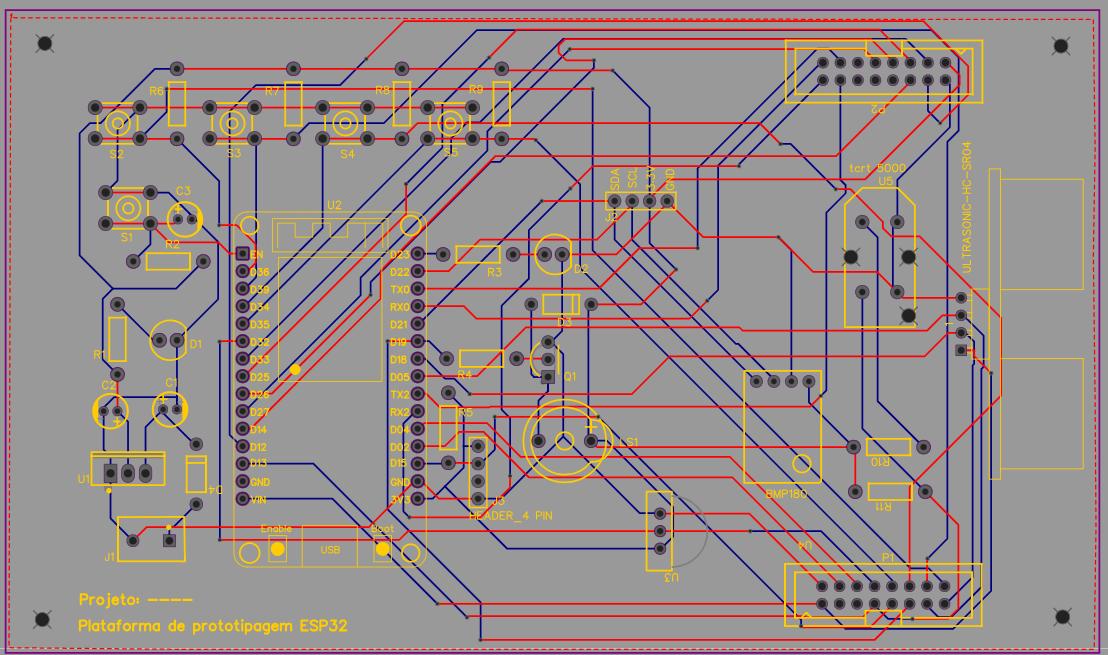 R6
R7
R8
R9
P2
S2
S3
S4
S5
tcrt 5000
U5
ULTRASONIC-HC-SR04
SDA
SCL
3.3V
GND
J2
C3
S1
R2
U2
EN
D36
D39
D34
D35
D32
D33
D25
D26
D27
D14
D12
D13
GND
VIN
D23
D22
TX0
RX0
D21
D19
D18
D05
TX2
RX2
D04
D02
D15
GND
3V3
R3
D2
D3
R1
D1
R4
Q1
C2
C1
R5
LS1
U1
D4
R10
R11
BMP180
J3
HEADER_4 PIN
J1
Enable
USB
Boot
U3
U4
P1
Projeto: ----
Plataforma de prototipagem ESP32